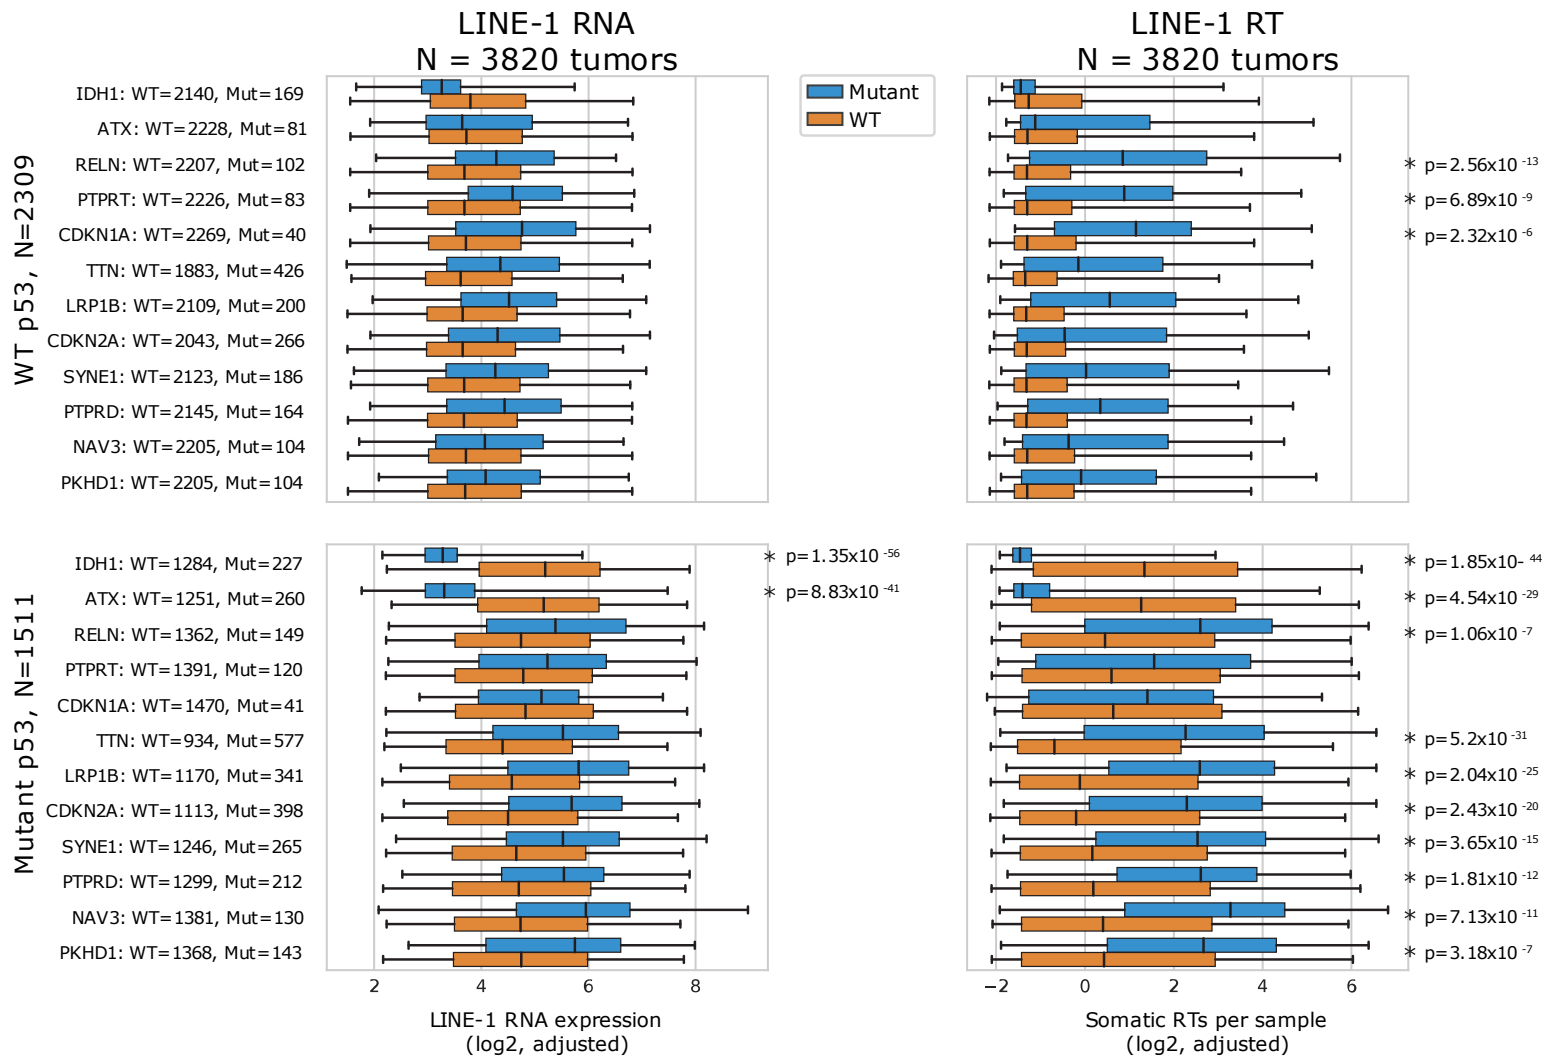 LINE-1 RNA
N = 3820 tumors
LINE-1 RT
N = 3820 tumors
Mutant
WT
WT p53, N=2309
IDH1: WT=2140, Mut=169
ATX: WT=2228, Mut=81
RELN: WT=2207, Mut=102
* p=2.56x10 -13
PTPRT: WT=2226, Mut=83
* p=6.89x10 -9
CDKN1A: WT=2269, Mut=40
* p=2.32x10 -6
TTN: WT=1883, Mut=426
LRP1B: WT=2109, Mut=200
CDKN2A: WT=2043, Mut=266
SYNE1: WT=2123, Mut=186
PTPRD: WT=2145, Mut=164
NAV3: WT=2205, Mut=104
PKHD1: WT=2205, Mut=104
Mutant p53, N=1511
IDH1: WT=1284, Mut=227
* p=1.35x10 -56
* p=1.85x10- 44
ATX: WT=1251, Mut=260
* p=8.83x10 -41
* p=4.54x10 -29
RELN: WT=1362, Mut=149
* p=1.06x10 -7
PTPRT: WT=1391, Mut=120
CDKN1A: WT=1470, Mut=41
TTN: WT=934, Mut=577
* p=5.2x10 -31
LRP1B: WT=1170, Mut=341
* p=2.04x10 -25
CDKN2A: WT=1113, Mut=398
* p=2.43x10 -20
SYNE1: WT=1246, Mut=265
* p=3.65x10 -15
PTPRD: WT=1299, Mut=212
* p=1.81x10 -12
NAV3: WT=1381, Mut=130
* p=7.13x10 -11
PKHD1: WT=1368, Mut=143
* p=3.18x10 -7
2 4 6 8
−2 0 2 4 6
LINE-1 RNA expression
(log2, adjusted)
Somatic RTs per sample
(log2, adjusted)